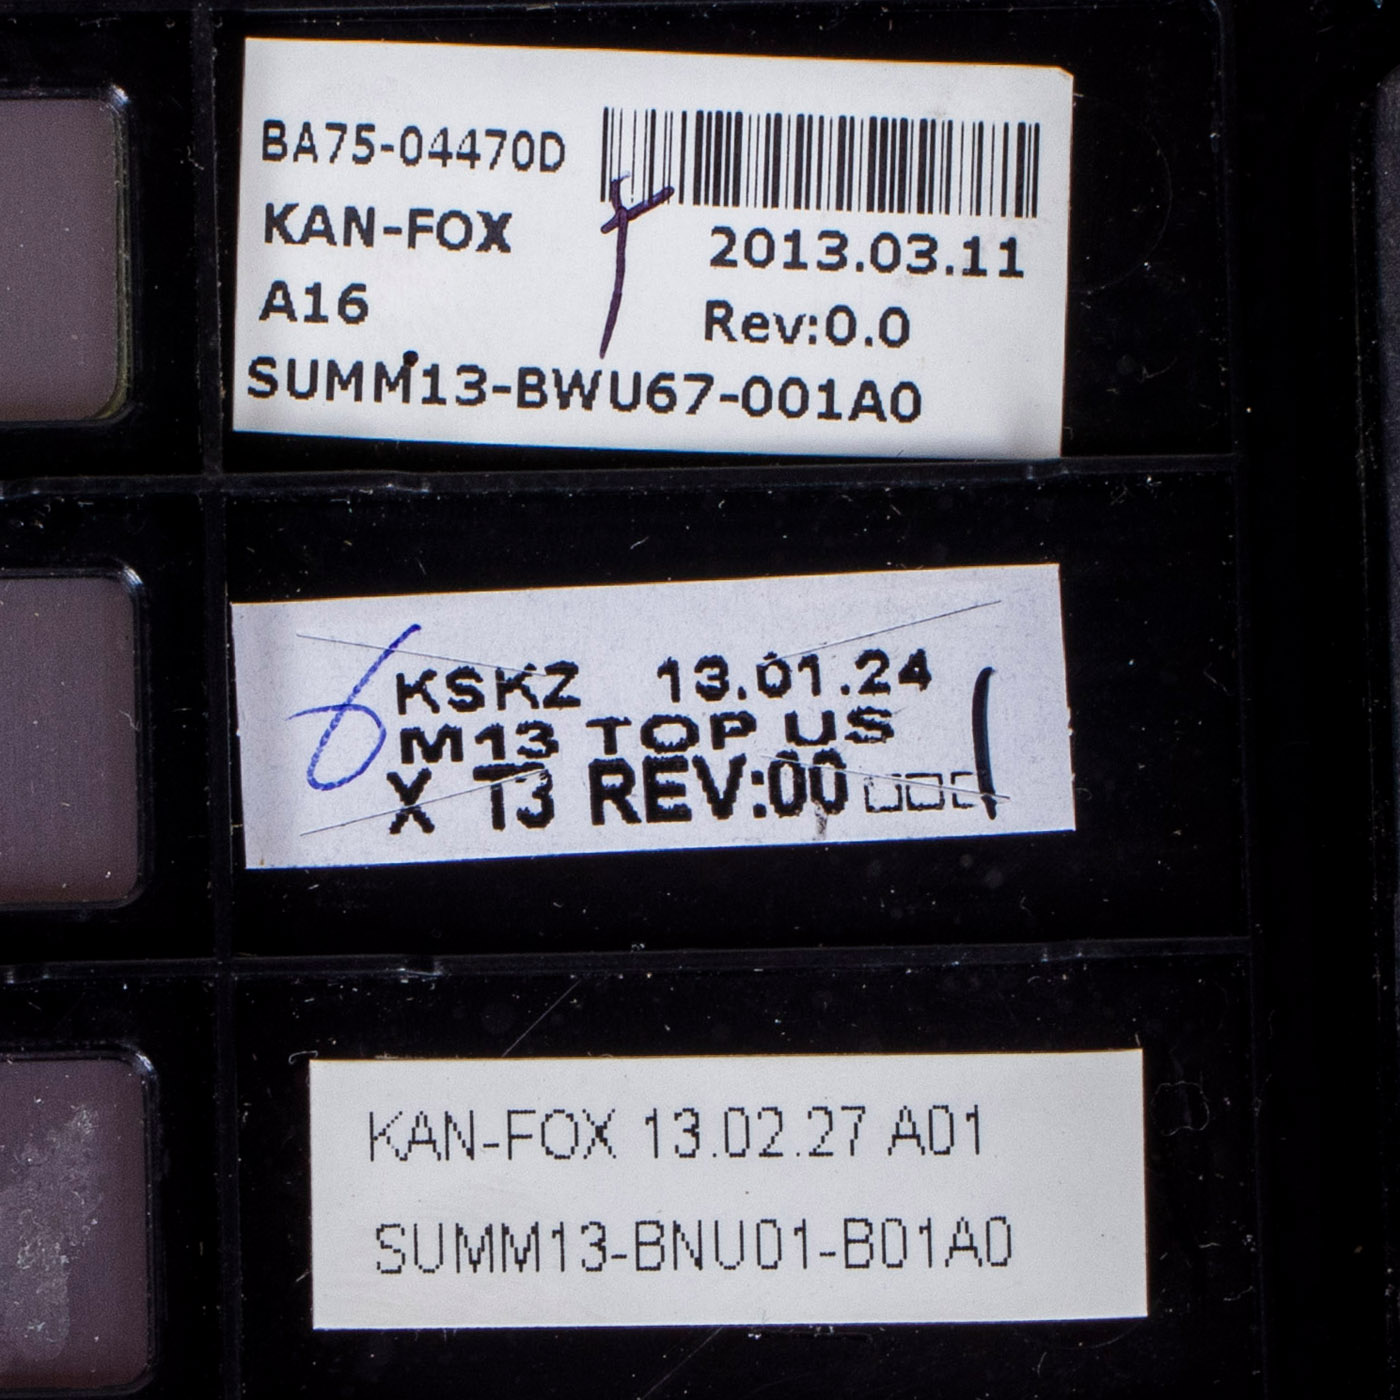 BA75-04470D
KAN-FOX
2013.03.11
A16
Rev:0.0
SUMM13-BWU67-001A0
KSKZ 13.01.24
M13 TOP US
X T3 REV:00
KAN-FOX 13.02.27 A01
SUMM13-BNU01-B01A0